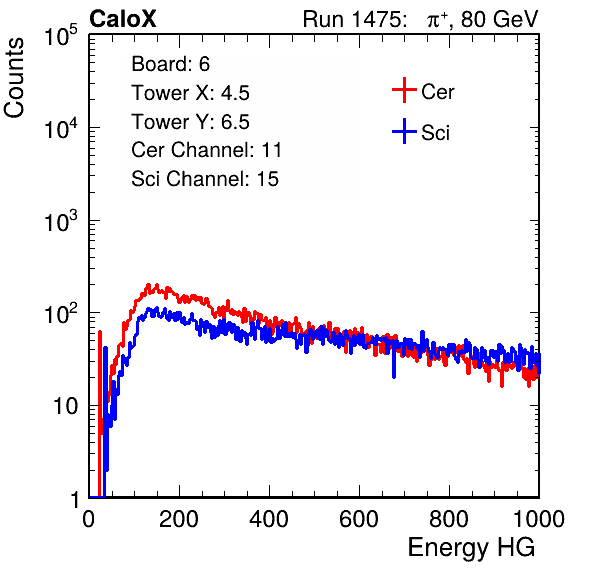 CaloX Run 1475: π⁺, 80 GeV
Board: 6
Tower X: 4.5
Tower Y: 6.5
Cer Channel: 11
Sci Channel: 15
Cer
Sci
Counts
10⁵
10⁴
10³
10²
10
1
0 200 400 600 800 1000
Energy HG